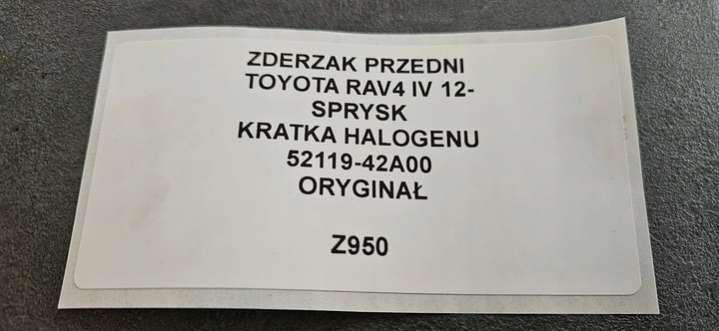 ZDERZAK PRZEDNI
TOYOTA RAV4 IV 12-
SPRYSK
KRATKA HALOGENU
52119-42A00
ORYGINAŁ
Z950